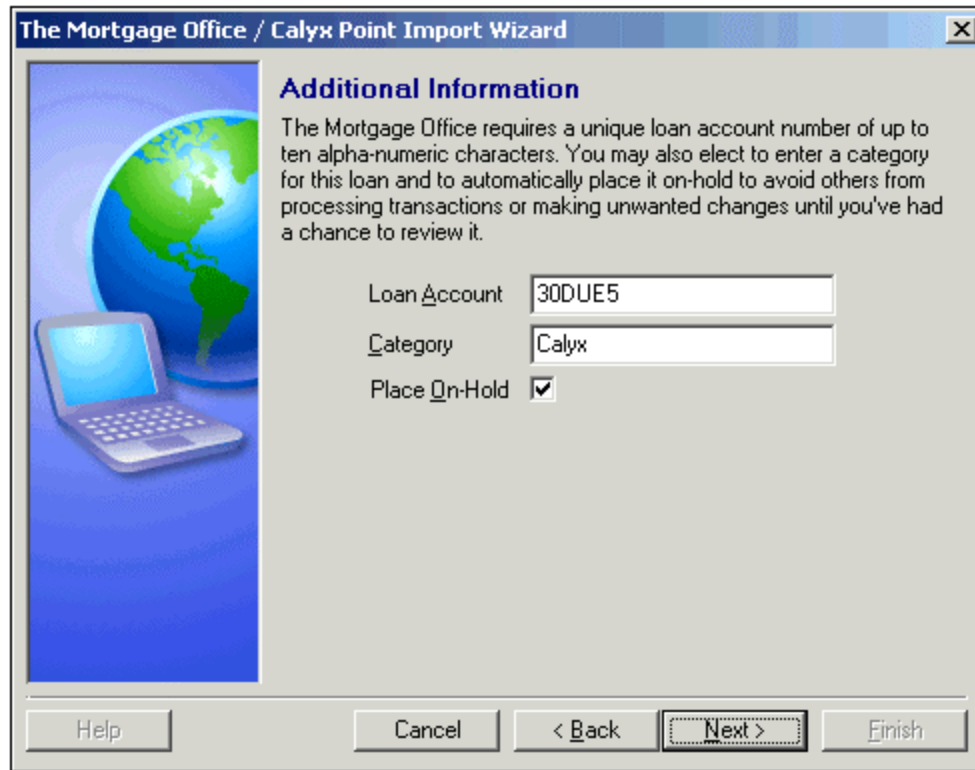 The Mortgage Office / Calyx Point Import Wizard
Additional Information
The Mortgage Office requires a unique loan account number of up to
ten alpha-numeric characters. You may also elect to enter a category
for this loan and to automatically place it on-hold to avoid others from
processing transactions or making unwanted changes until you've had
a chance to review it.
Loan Account 30DUE5
Category Calyx
Place On-Hold
Help Cancel < Back Next > Finish